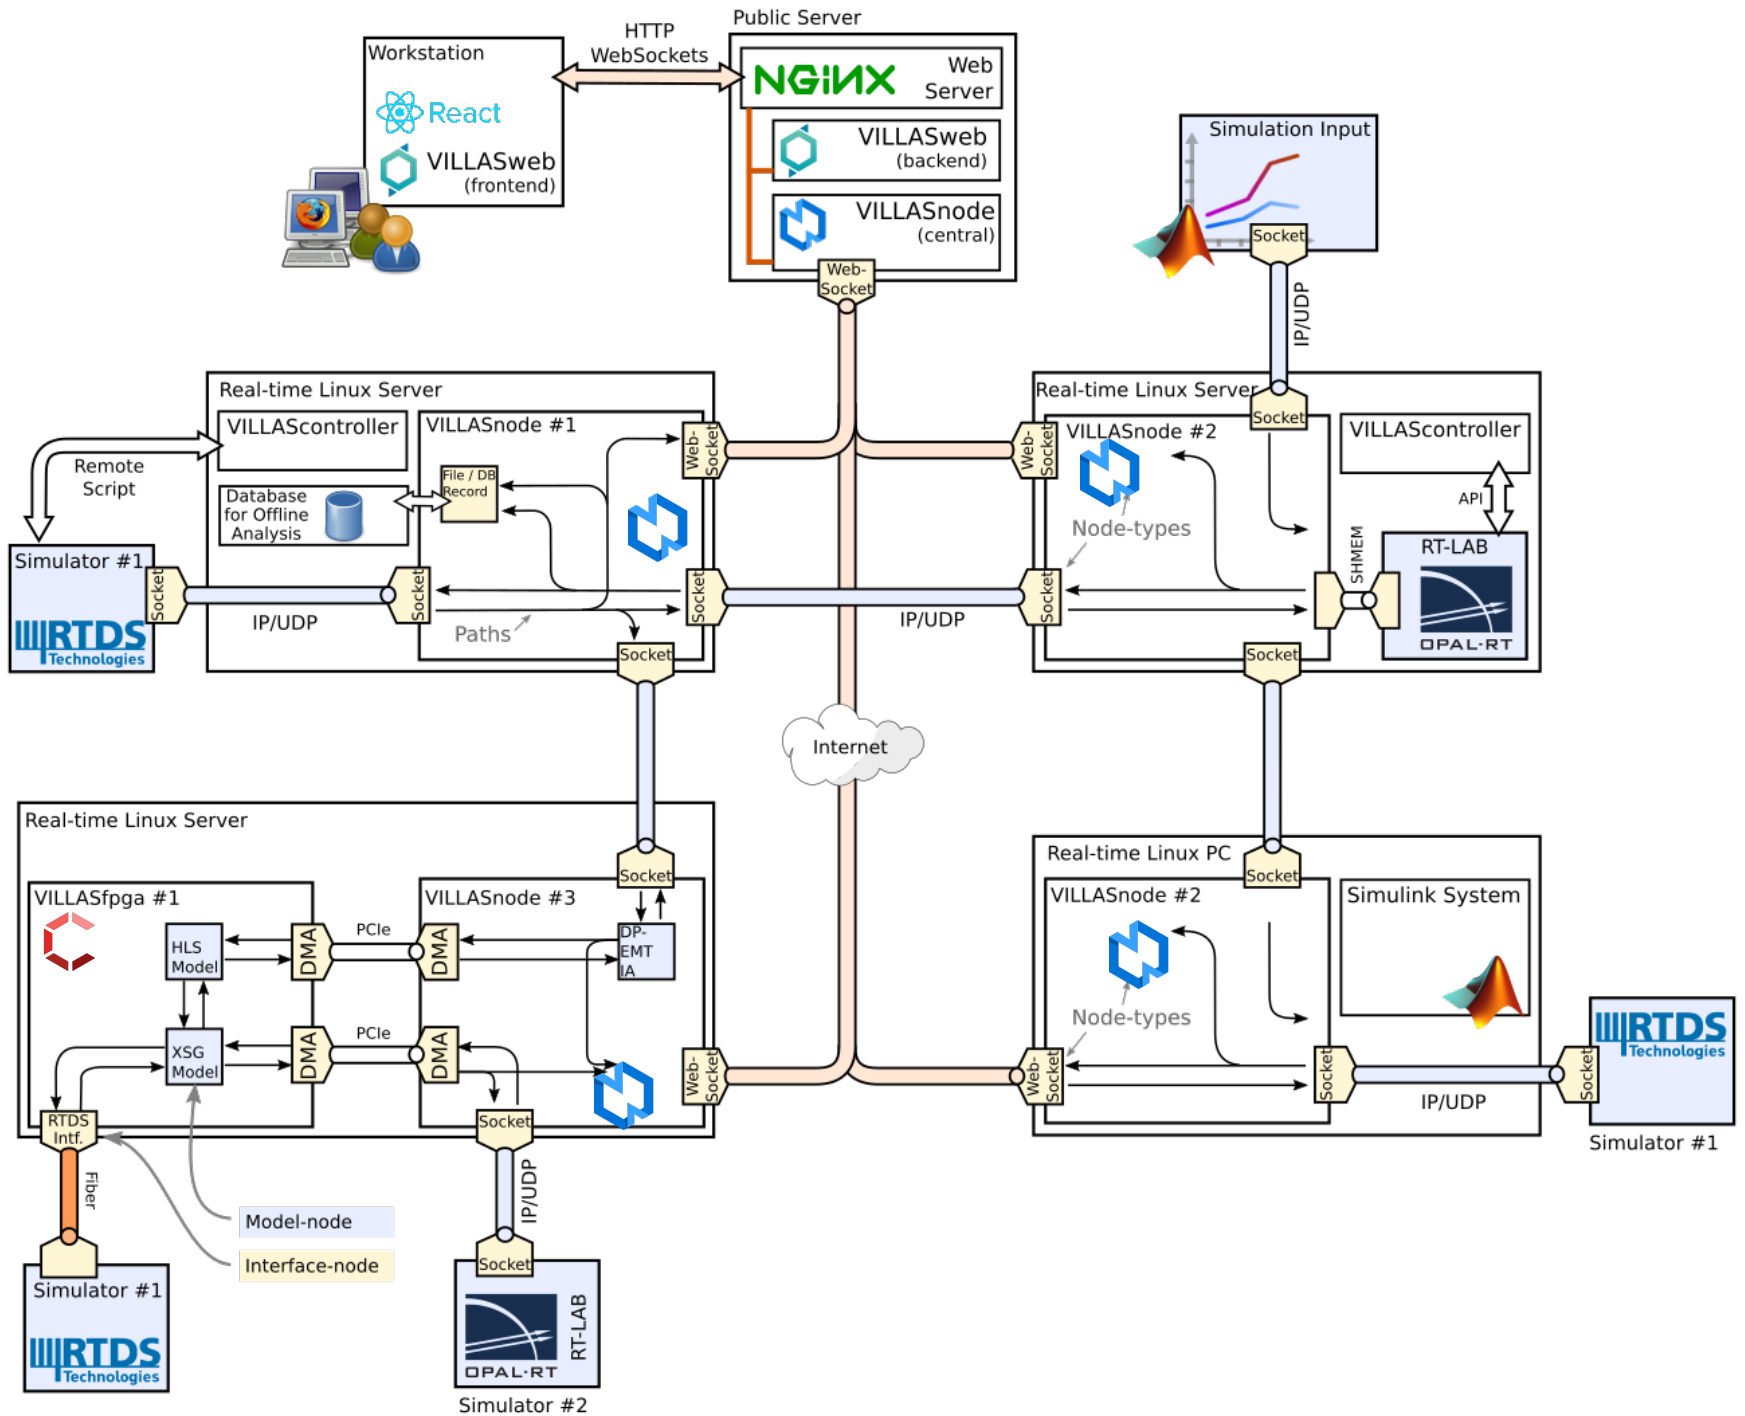 Public Server
HTTP
WebSockets
Workstation
React
VILLASweb
(frontend)
NGiNX
Web
Server
VILLASweb
(backend)
VILLASnode
(central)
Web-
Socket
Simulation Input
Socket
IP/UDP
Real-time Linux Server
VILLAScontroller
VILLASnode #1
Remote
Script
Database
for Offline
Analysis
File / DB
Record
Web-
Socket
Simulator #1
RTDS
Technologies
Socket
IP/UDP
Socket
Paths
Socket
Socket
IP/UDP
Real-time Linux Server
Socket
VILLASnode #2
Web-
Socket
VILLAScontroller
API
Node-types
SHMEM
RT-LAB
OPAL-RT
Socket
Socket
Internet
Real-time Linux Server
VILLASfpga #1
VILLASnode #3
Socket
HLS
Model
DMA
PCIe
DMA
DP-
EMT
IA
XSG
Model
DMA
PCIe
DMA
Web-
Socket
RTDS
Intf.
Socket
Fiber
IP/UDP
Model-node
Interface-node
Simulator #1
RTDS
Technologies
Socket
OPAL-RT
RT-LAB
Simulator #2
Real-time Linux PC
Socket
VILLASnode #2
Simulink System
Node-types
Web-
Socket
Socket
IP/UDP
Socket
RTDS
Technologies
Simulator #1